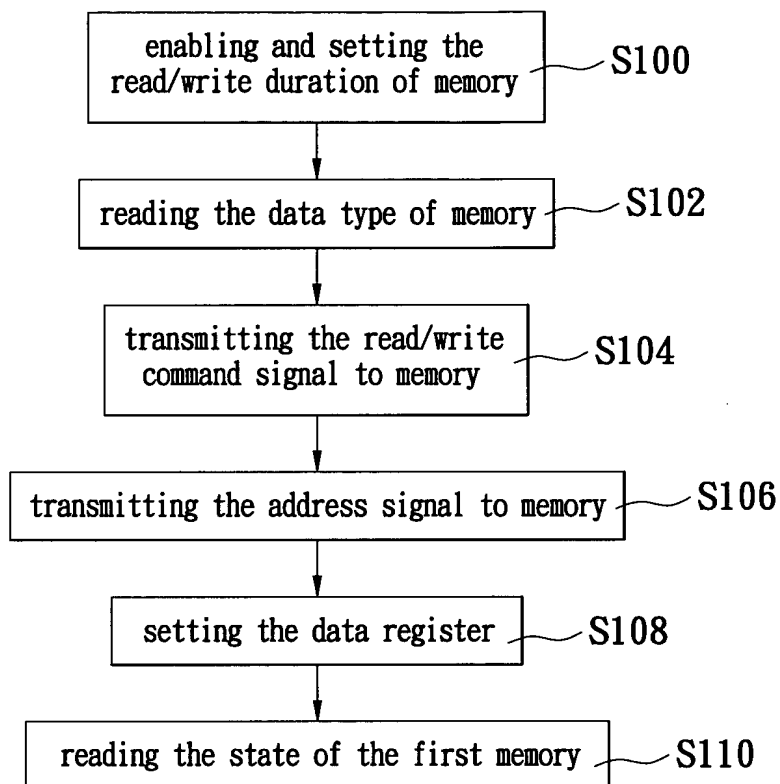 enabling and setting the
read/write duration of memory
S100
reading the data type of memory
S102
transmitting the read/write
command signal to memory
S104
transmitting the address signal to memory
S106
setting the data register
S108
reading the state of the first memory
S110